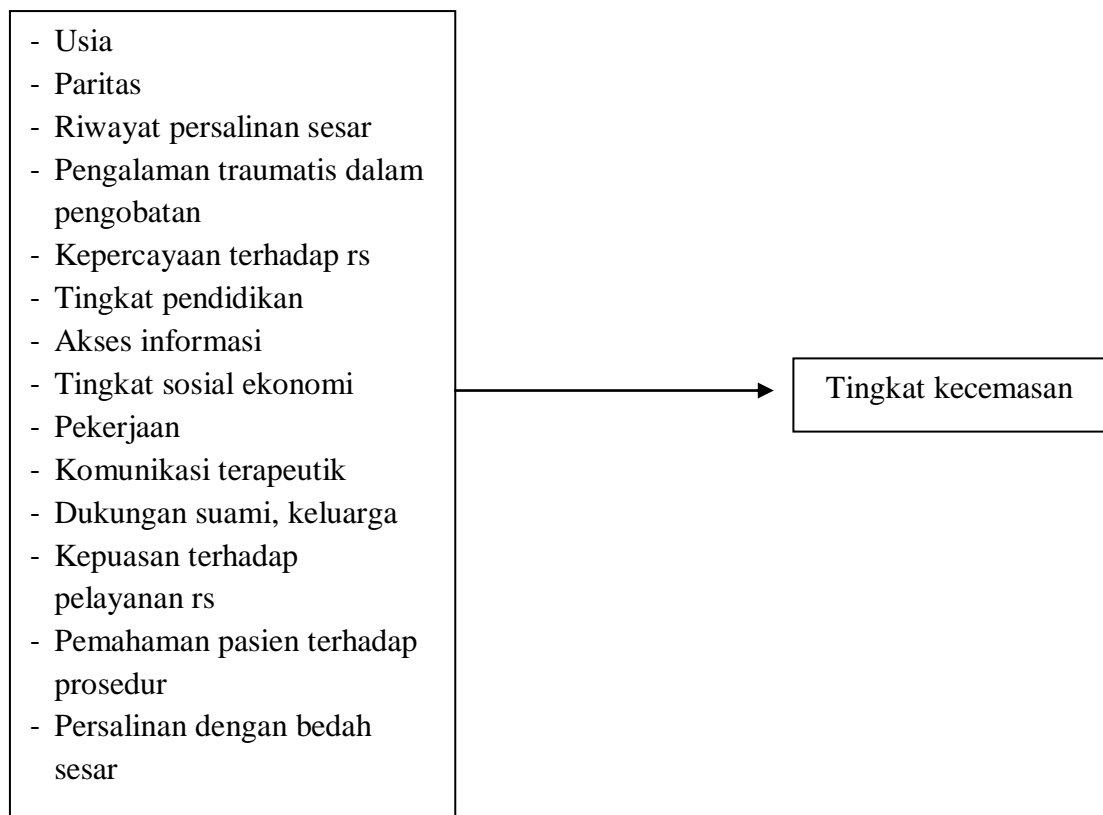 - Usia
- Paritas
- Riwayat persalinan sesar
- Pengalaman traumatis dalam
pengobatan
- Kepercayaan terhadap rs
- Tingkat pendidikan
- Akses informasi
- Tingkat sosial ekonomi
- Pekerjaan
- Komunikasi terapeutik
- Dukungan suami, keluarga
- Kepuasan terhadap
pelayanan rs
- Pemahaman pasien terhadap
prosedur
- Persalinan dengan bedah
sesar
Tingkat kecemasan